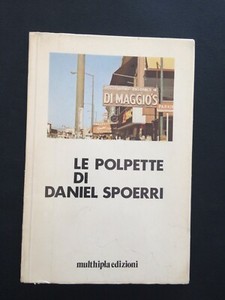 DI MAGGIO'S
LE POLPETTE
DI
DANIEL SPOERRI
multhipla edizioni